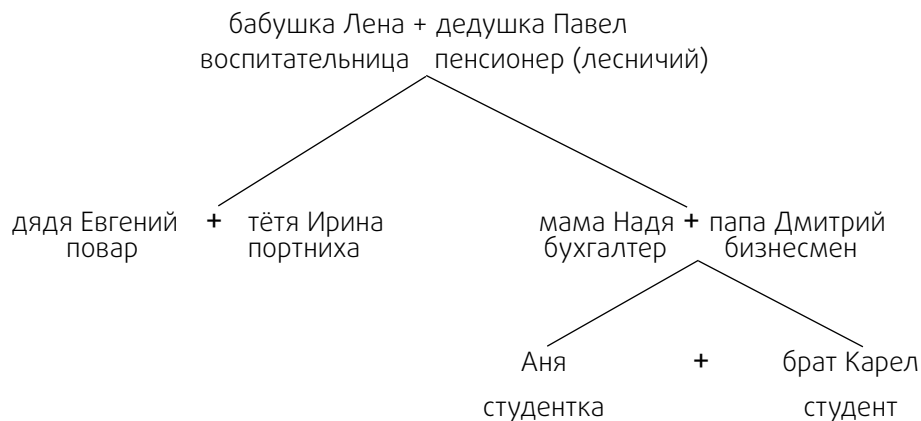 бабушка Лена + дедушка Павел
воспитательница пенсионер (лесничий)
дядя Евгений + тётя Ирина мама Надя + папа Дмитрий
повар портниха бухгалтер бизнесмен
Аня + брат Карел
студентка студент